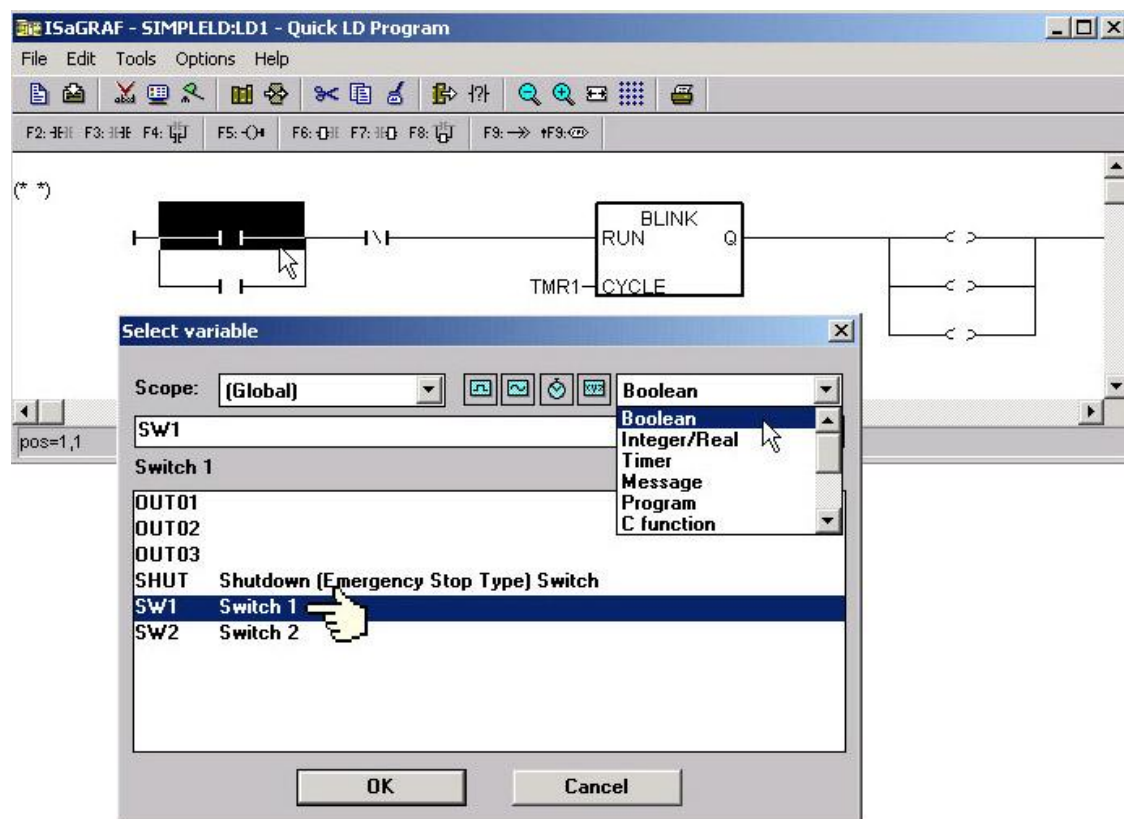 ISaGRAF - SIMPLELD:LD1 - Quick LD Program
File Edit Tools Options Help
F2: F3: F4: F5: F6: F7: F8: F9: F9:
(* *)
BLINK
RUN Q
TMR1 CYCLE
pos=1,1
Select variable
Scope: (Global) xyz Boolean
SW1
Boolean
Integer/Real
Timer
Message
Program
C function
Switch 1
OUT01
OUT02
OUT03
SHUT Shutdown (Emergency Stop Type) Switch
SW1 Switch 1
SW2 Switch 2
OK Cancel